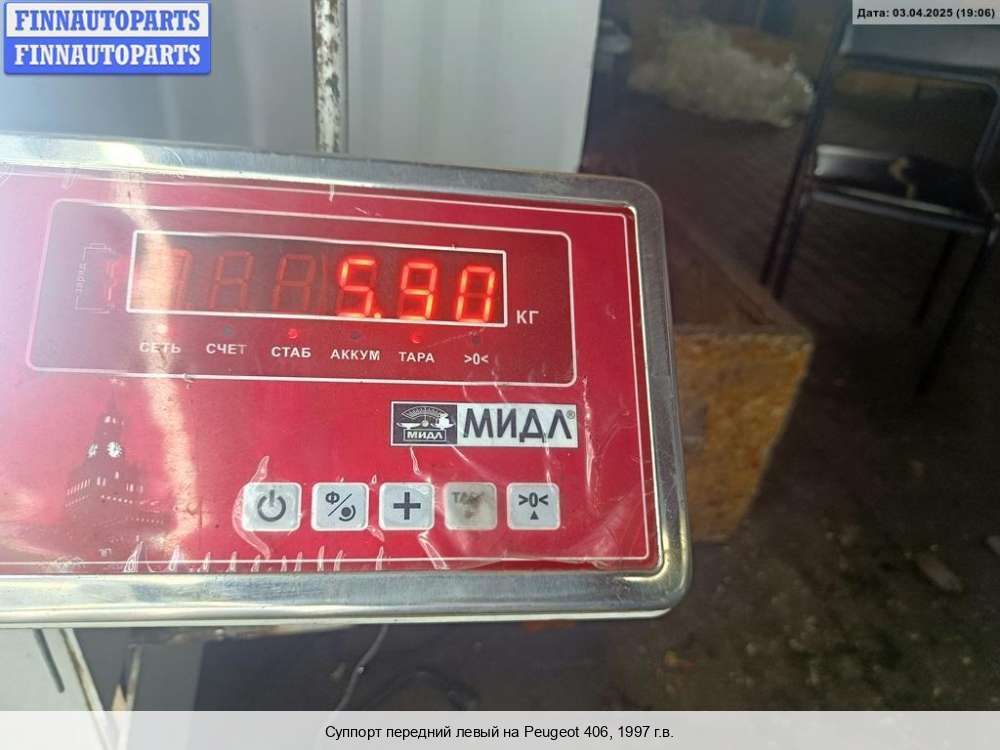 FINNAUTOPARTS
FINNAUTOPARTS
Дата: 03.04.2025 (19:06)
заряд
5.90
КГ
СЕТЬ СЧЕТ СТАБ АККУМ ТАРА >0<
МИДЛ МИДЛ®
Ф/ + >0<
Суппорт передний левый на Peugeot 406, 1997 г.в.